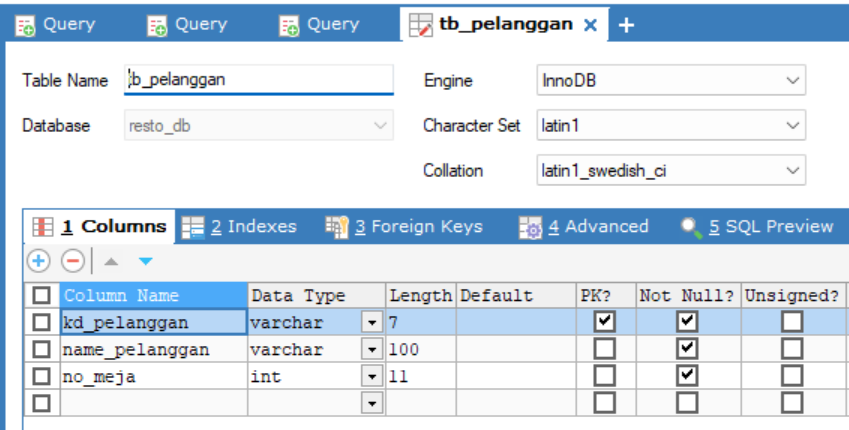 Query Query Query tb_pelanggan
Table Name tb_pelanggan Engine InnoDB
Database resto_db Character Set latin1
Collation latin1_swedish_ci
1 Columns 2 Indexes 3 Foreign Keys 4 Advanced 5 SQL Preview
Column Name Data Type Length Default PK? Not Null? Unsigned?
kd_pelanggan varchar 7
name_pelanggan varchar 100
no_meja int 11